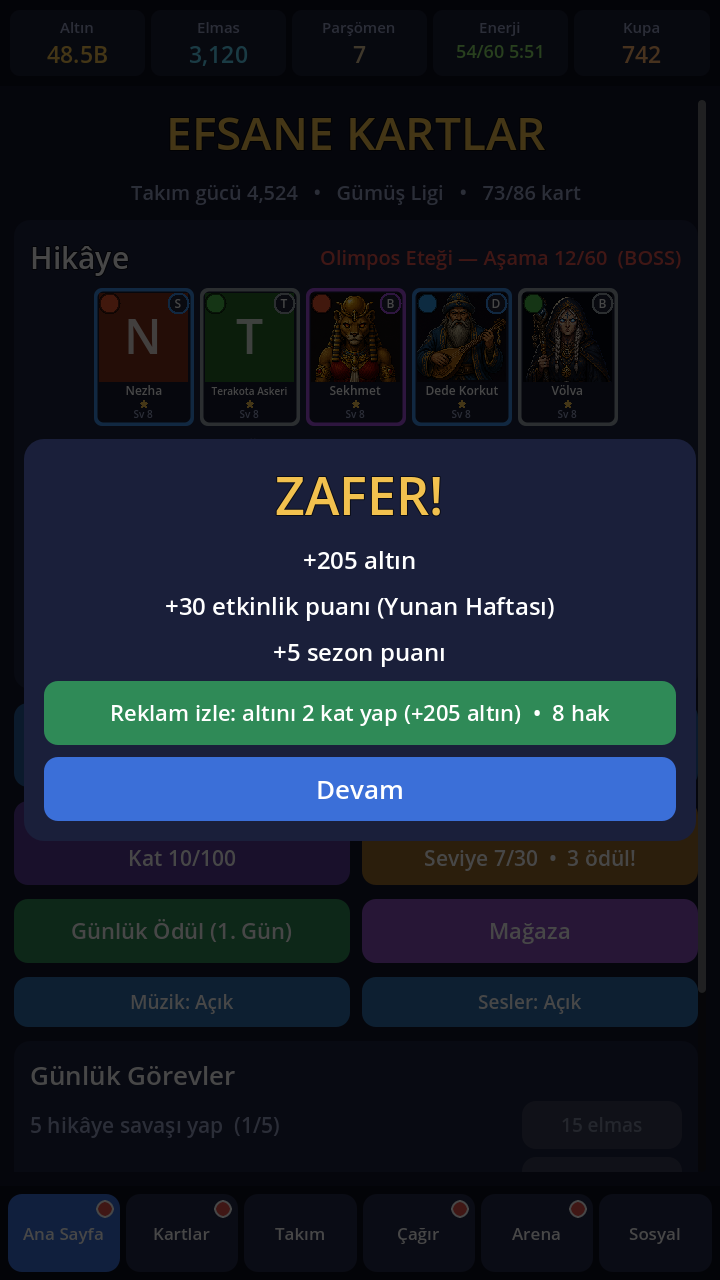 Altın Elmas Parşömen Enerji Kupa
48.5B 3,120 7 54/60 5:51 742
EFSANE KARTLAR
Takım gücü 4,524 • Gümüş Ligi • 73/86 kart
Hikâye Olimpos Eteği — Aşama 12/60 (BOSS)
S T B D B
N T
Nezha Terakota Askeri Sekhmet Dede Korkut Völva
Sv 8 Sv 8 Sv 8 Sv 8 Sv 8
ZAFER!
+205 altın
+30 etkinlik puanı (Yunan Haftası)
+5 sezon puanı
Reklam izle: altını 2 kat yap (+205 altın) • 8 hak
Devam
Kat 10/100 Seviye 7/30 • 3 ödül!
Günlük Ödül (1. Gün) Mağaza
Müzik: Açık Sesler: Açık
Günlük Görevler
5 hikâye savaşı yap (1/5) 15 elmas
Ana Sayfa Kartlar Takım Çağır Arena Sosyal